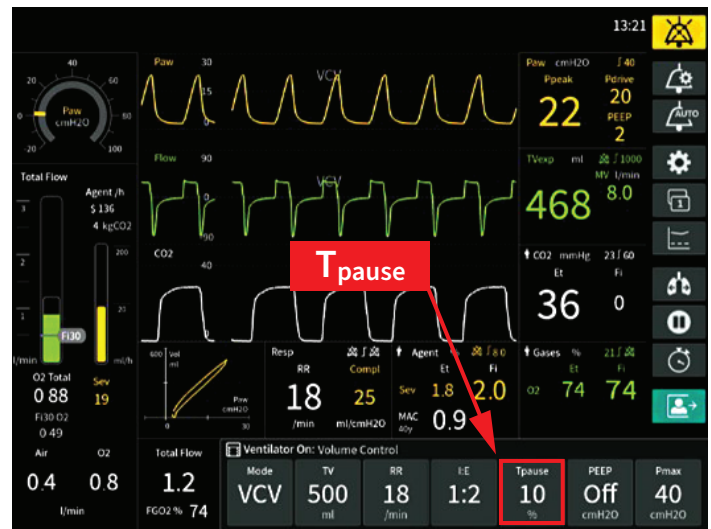 13:21
40
20
60
0
Paw
cmH2O
80
-20
100
Paw
30
VCV
15
0
Paw cmH2O
40
Ppeak
Pdrive
22
20
PEEP
2
AUTO
Total Flow
Flow
90
VCV
0
-90
TVexp ml
1000
MV l/min
468
8.0
1
Agent /h
$ 136
4 kgCO2
3
200
2
20
1
Fi30
l/min
ml/h
CO2
40
0
Tpause
CO2 mmHg
23 60
Et
Fi
36
0
O2 Total
Sev
0 88
19
Fi30 O2
0 49
Air
O2
0.4
0.8
l/min
600
Vol
ml
Paw
cmH2O
0
30
Resp
RR
Compl
18
25
/min
ml/cmH2O
Agent %
8.0
Et
Fi
Sev
1.8
2.0
MAC
40y
0.9
Gases %
21
Et
Fi
O2
74
74
Total Flow
1.2
FGO2 % 74
Ventilator On: Volume Control
Mode
TV
RR
I:E
Tpause
PEEP
Pmax
VCV
500
18
1:2
10
Off
40
ml
/min
%
cmH2O
cmH2O